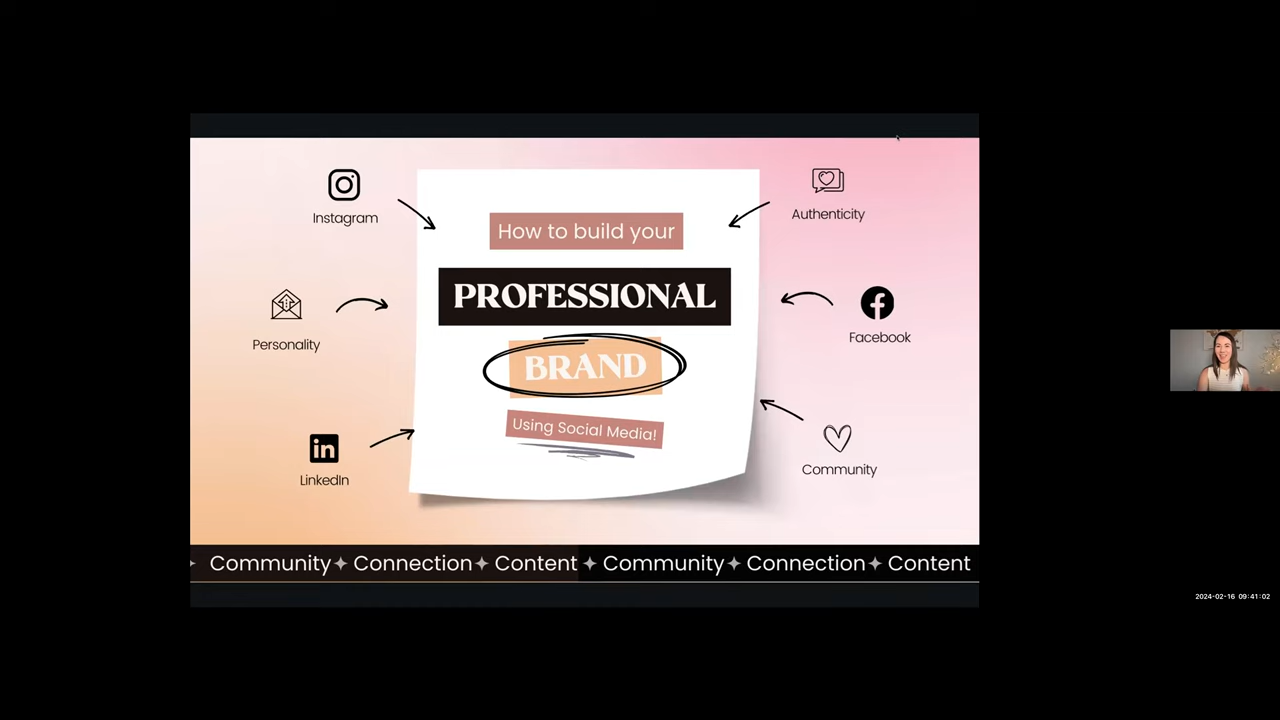 Instagram
Personality
LinkedIn
How to build your
PROFESSIONAL
BRAND
Using Social Media!
Authenticity
Facebook
Community
Community ✦ Connection ✦ Content ✦ Community ✦ Connection ✦ Content
2024-02-16 09:41:02